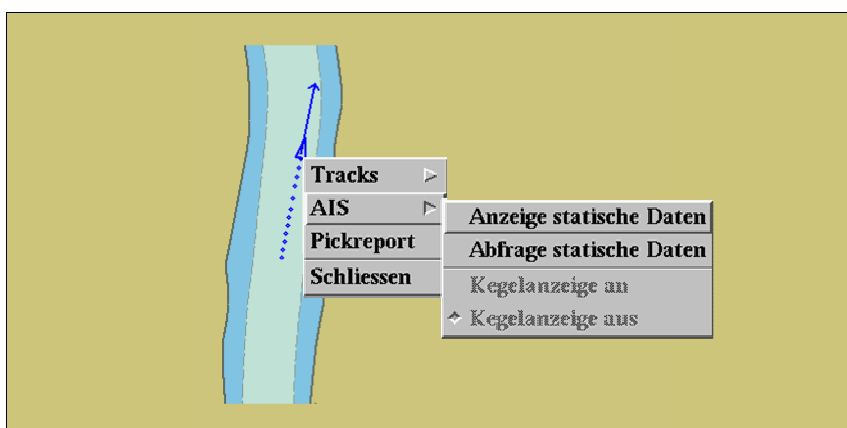 Tracks
AIS
Pickreport
Schliessen
Anzeige statische Daten
Abfrage statische Daten
Kegelanzeige an
Kegelanzeige aus